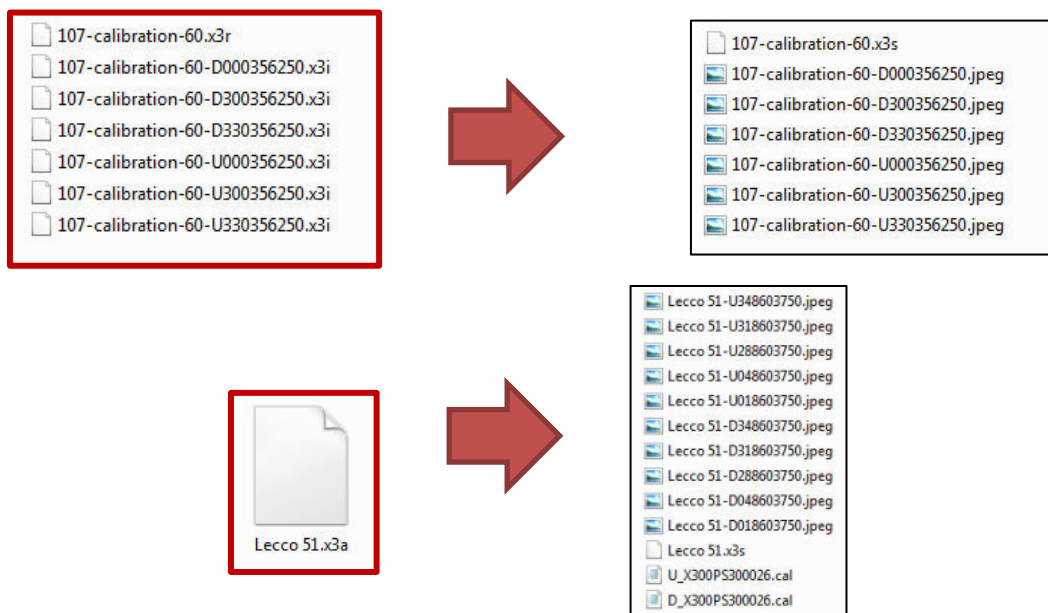 107-calibration-60.x3r
107-calibration-60-D000356250.x3i
107-calibration-60-D300356250.x3i
107-calibration-60-D330356250.x3i
107-calibration-60-U000356250.x3i
107-calibration-60-U300356250.x3i
107-calibration-60-U330356250.x3i
107-calibration-60.x3s
107-calibration-60-D000356250.jpeg
107-calibration-60-D300356250.jpeg
107-calibration-60-D330356250.jpeg
107-calibration-60-U000356250.jpeg
107-calibration-60-U300356250.jpeg
107-calibration-60-U330356250.jpeg
Lecco 51.x3a
Lecco 51-U348603750.jpeg
Lecco 51-U318603750.jpeg
Lecco 51-U288603750.jpeg
Lecco 51-U048603750.jpeg
Lecco 51-U018603750.jpeg
Lecco 51-D348603750.jpeg
Lecco 51-D318603750.jpeg
Lecco 51-D288603750.jpeg
Lecco 51-D048603750.jpeg
Lecco 51-D018603750.jpeg
Lecco 51.x3s
U_X300PS300026.cal
D_X300PS300026.cal